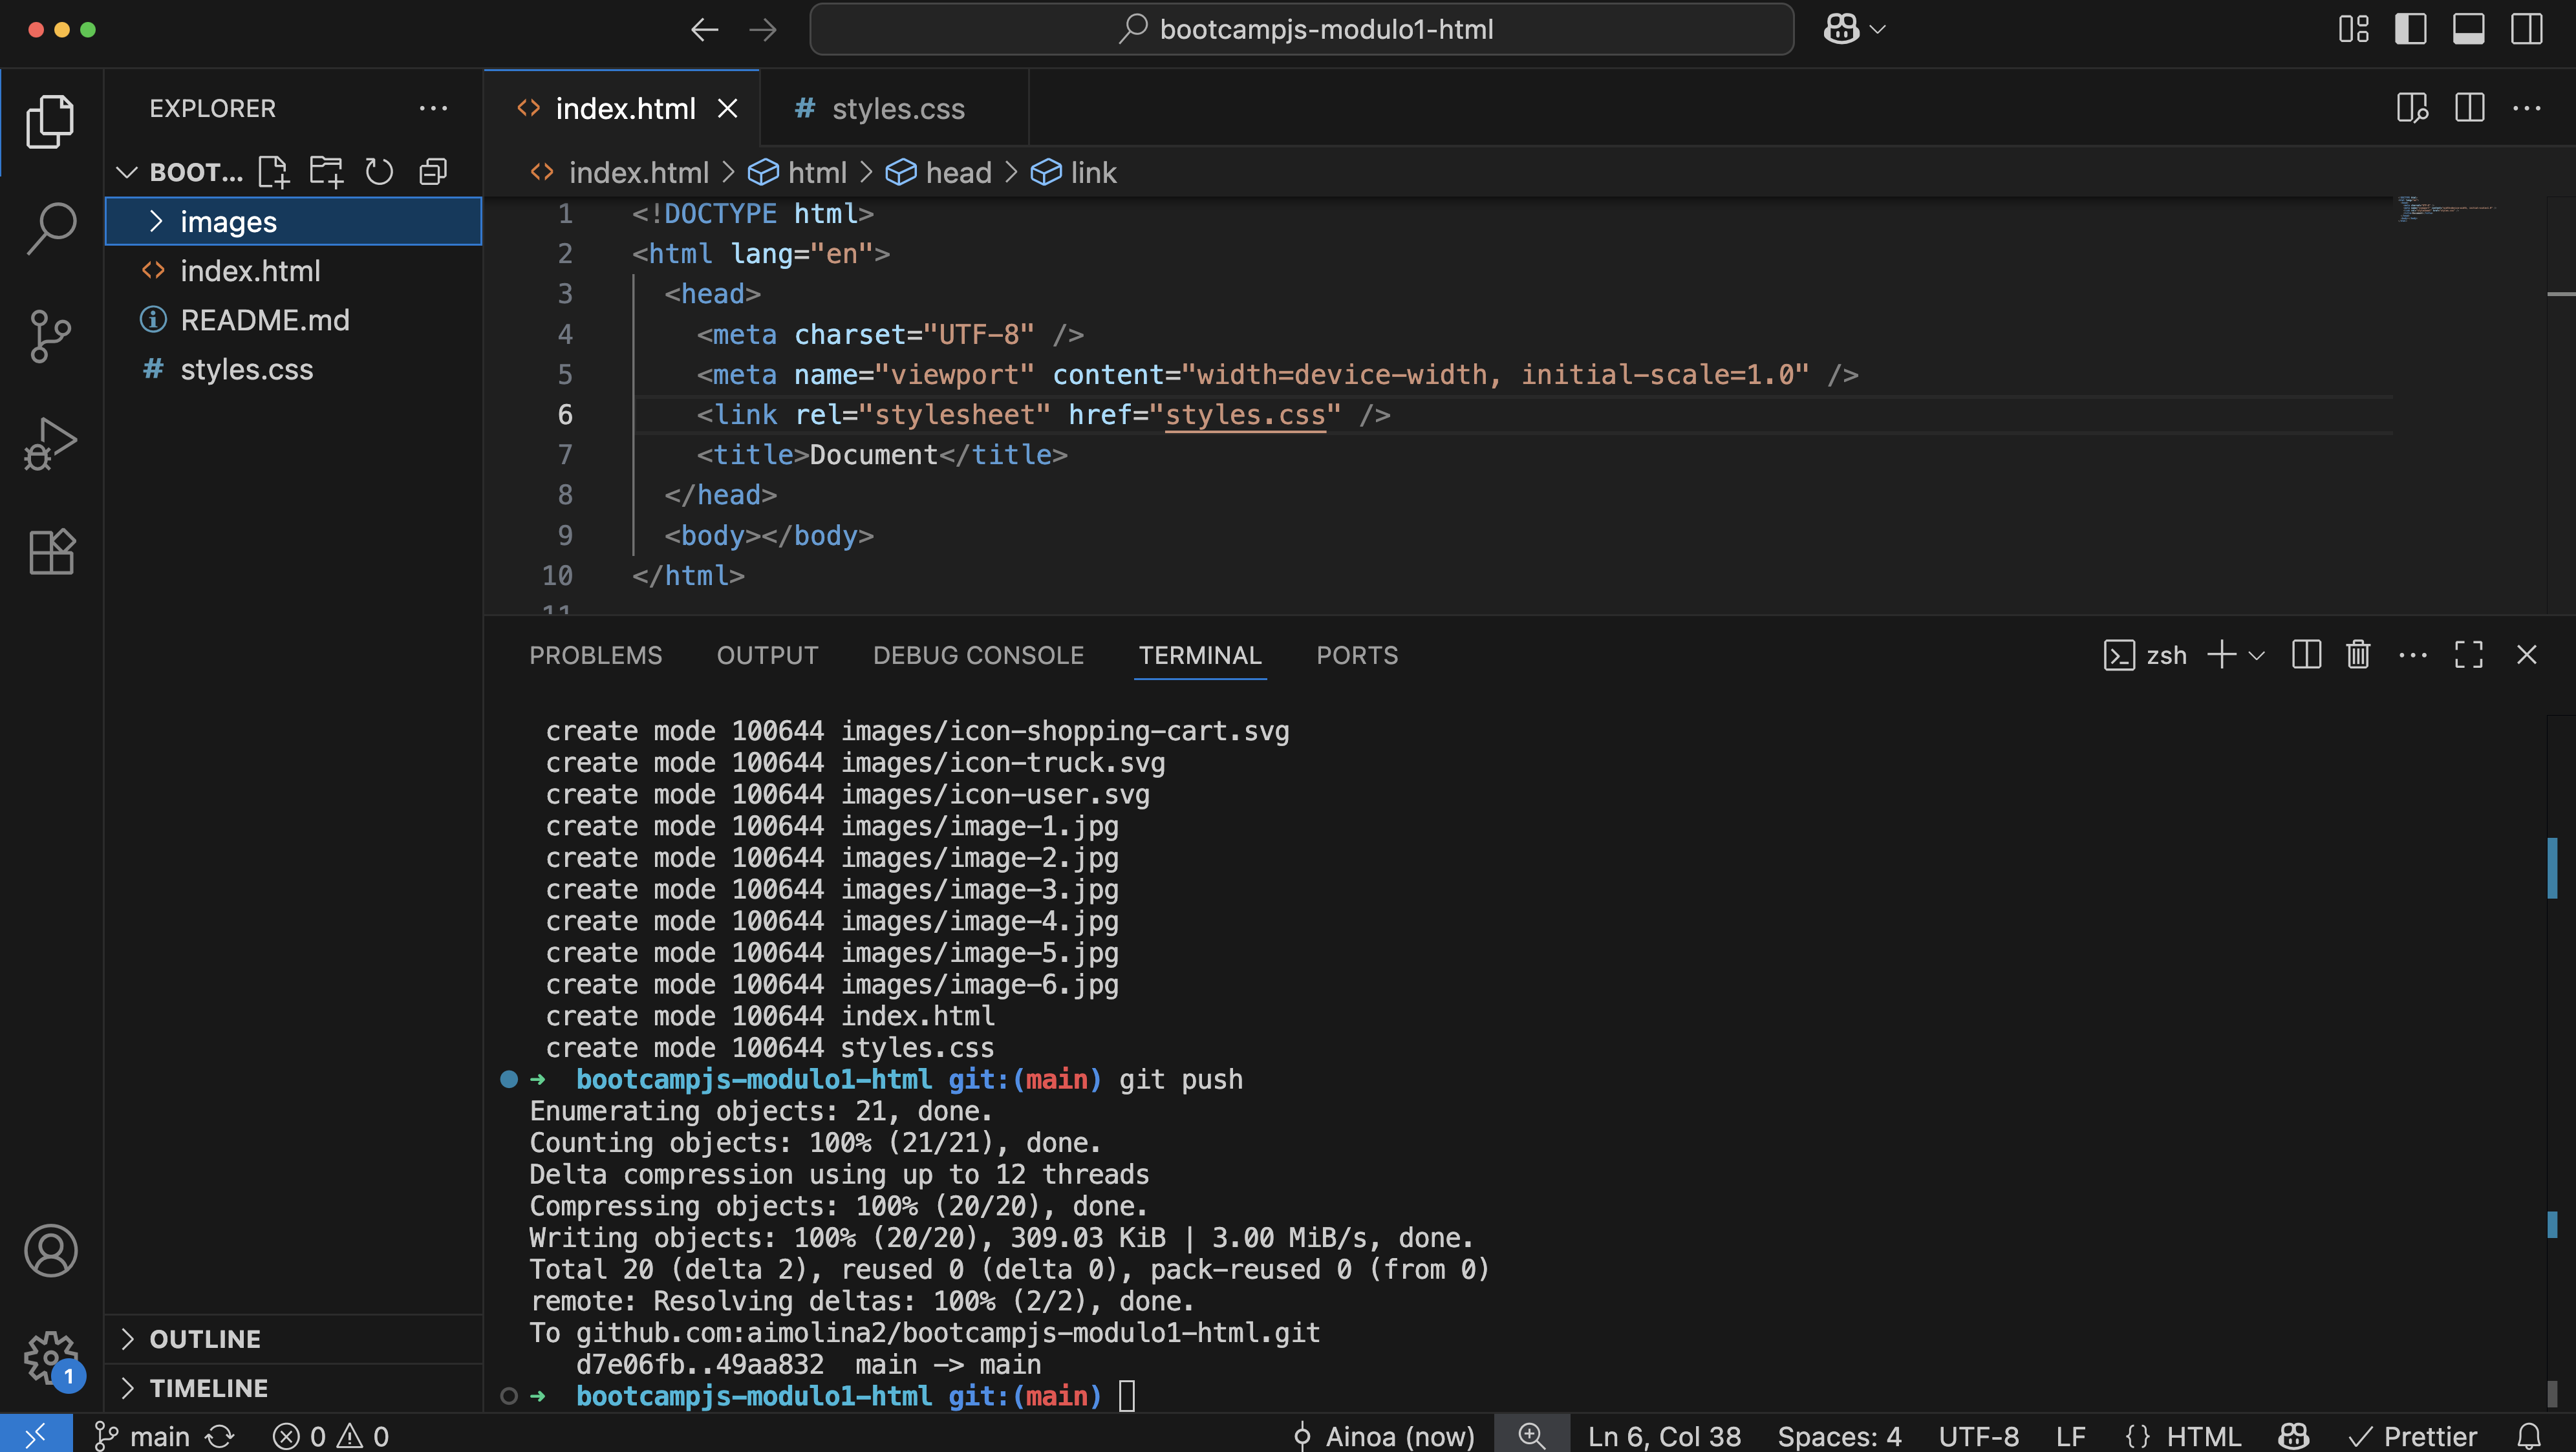 bootcampjs-modulo1-html
EXPLORER
BOOT...
images
index.html
README.md
styles.css
OUTLINE
TIMELINE
index.html
styles.css
index.html > html > head > link
1 <!DOCTYPE html>
2 <html lang="en">
3 <head>
4 <meta charset="UTF-8" />
5 <meta name="viewport" content="width=device-width, initial-scale=1.0" />
6 <link rel="stylesheet" href="styles.css" />
7 <title>Document</title>
8 </head>
9 <body></body>
10 </html>
11
PROBLEMS OUTPUT DEBUG CONSOLE TERMINAL PORTS
zsh
create mode 100644 images/icon-shopping-cart.svg
create mode 100644 images/icon-truck.svg
create mode 100644 images/icon-user.svg
create mode 100644 images/image-1.jpg
create mode 100644 images/image-2.jpg
create mode 100644 images/image-3.jpg
create mode 100644 images/image-4.jpg
create mode 100644 images/image-5.jpg
create mode 100644 images/image-6.jpg
create mode 100644 index.html
create mode 100644 styles.css
➜ bootcampjs-modulo1-html git:(main) git push
Enumerating objects: 21, done.
Counting objects: 100% (21/21), done.
Delta compression using up to 12 threads
Compressing objects: 100% (20/20), done.
Writing objects: 100% (20/20), 309.03 KiB | 3.00 MiB/s, done.
Total 20 (delta 2), reused 0 (delta 0), pack-reused 0 (from 0)
remote: Resolving deltas: 100% (2/2), done.
To github.com:aimolina2/bootcampjs-modulo1-html.git
d7e06fb..49aa832 main -> main
➜ bootcampjs-modulo1-html git:(main)
1
main 0 0 Ainoa (now) Ln 6, Col 38 Spaces: 4 UTF-8 LF {} HTML Prettier